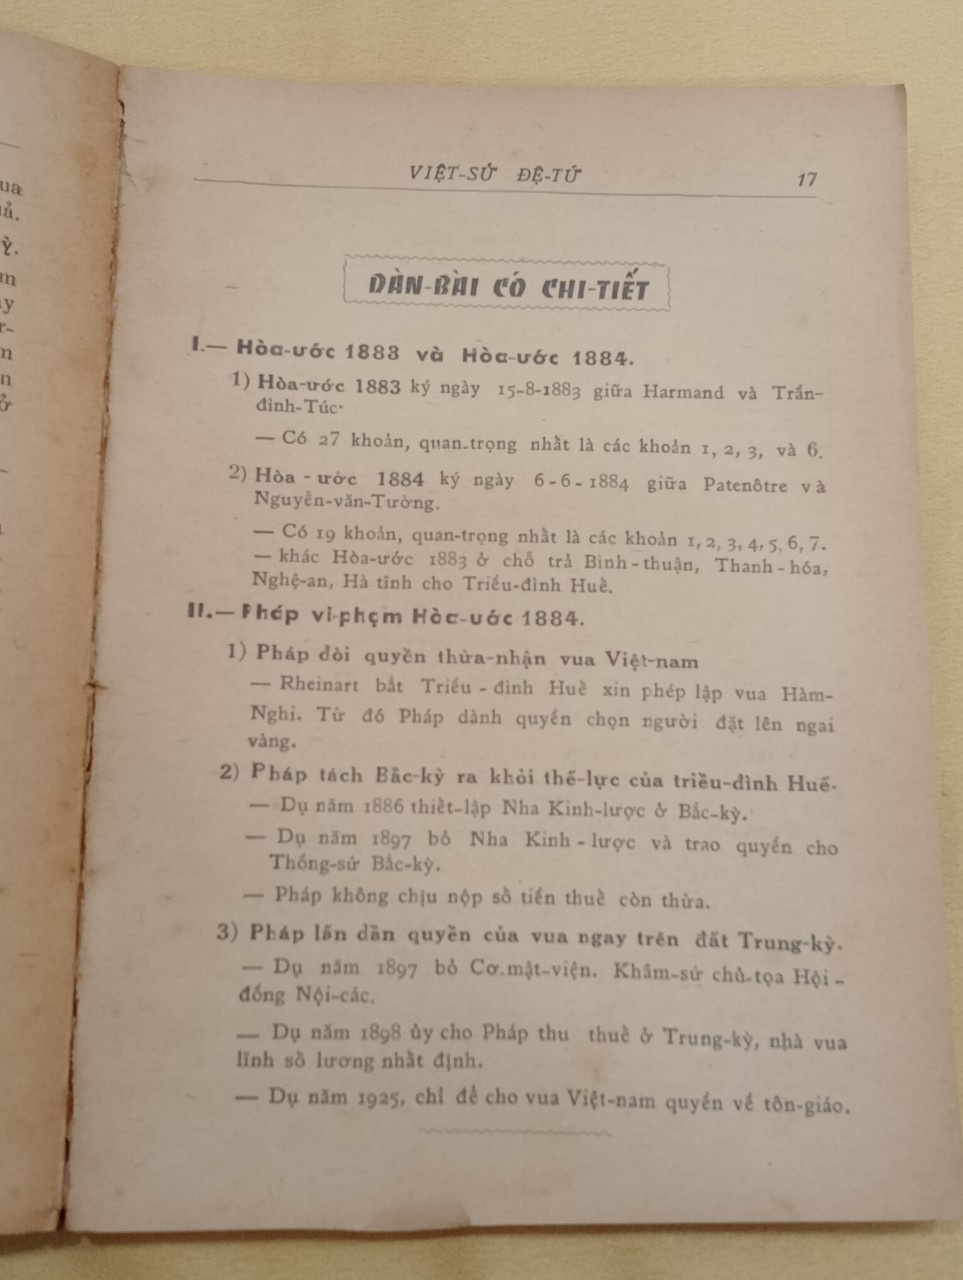 VIỆT-SỬ ĐỆ-TỨ 17
DÀN-BÀI CÓ CHI-TIẾT
I.— Hòa-ước 1883 và Hòa-ước 1884.
1) Hòa-ước 1883 ký ngày 15-8-1883 giữa Harmand và Trần-
đình-Túc.
— Có 27 khoản, quan-trọng nhất là các khoản 1, 2, 3, và 6.
2) Hòa - ước 1884 ký ngày 6-6-1884 giữa Patenôtre và
Nguyễn-văn-Tường.
— Có 19 khoản, quan-trọng nhất là các khoản 1, 2, 3, 4, 5, 6, 7.
— khác Hòa-ước 1883 ở chỗ trả Bình-thuận, Thanh-hóa,
Nghệ-an, Hà tĩnh cho Triều-đình Huế.
II.— Pháp vi-phạm Hòa-ước 1884.
1) Pháp đòi quyền thừa-nhận vua Việt-nam
— Rheinart bắt Triều-đình Huế xin phép lập vua Hàm-
Nghi. Từ đó Pháp dành quyền chọn người đặt lên ngai
vàng.
2) Pháp tách Bắc-kỳ ra khỏi thế-lực của triều-dình Huế.
— Dụ năm 1886 thiết-lập Nha Kinh-lược ở Bắc-kỳ.
— Dụ năm 1897 bỏ Nha Kinh-lược và trao quyền cho
Thống-sứ Bắc-kỳ.
— Pháp không chịu nộp số tiền thuế còn thừa.
3) Pháp lấn dần quyền của vua ngay trên đất Trung-kỳ.
— Dụ năm 1897 bỏ Cơ.mật-viện. Khâm-sứ chủ-tọa Hội-
đồng Nội-các.
— Dụ năm 1898 ủy cho Pháp thu thuế ở Trung-kỳ, nhà vua
lĩnh số lương nhất định.
— Dụ năm 1925, chỉ để cho vua Việt-nam quyền về tôn-giáo.